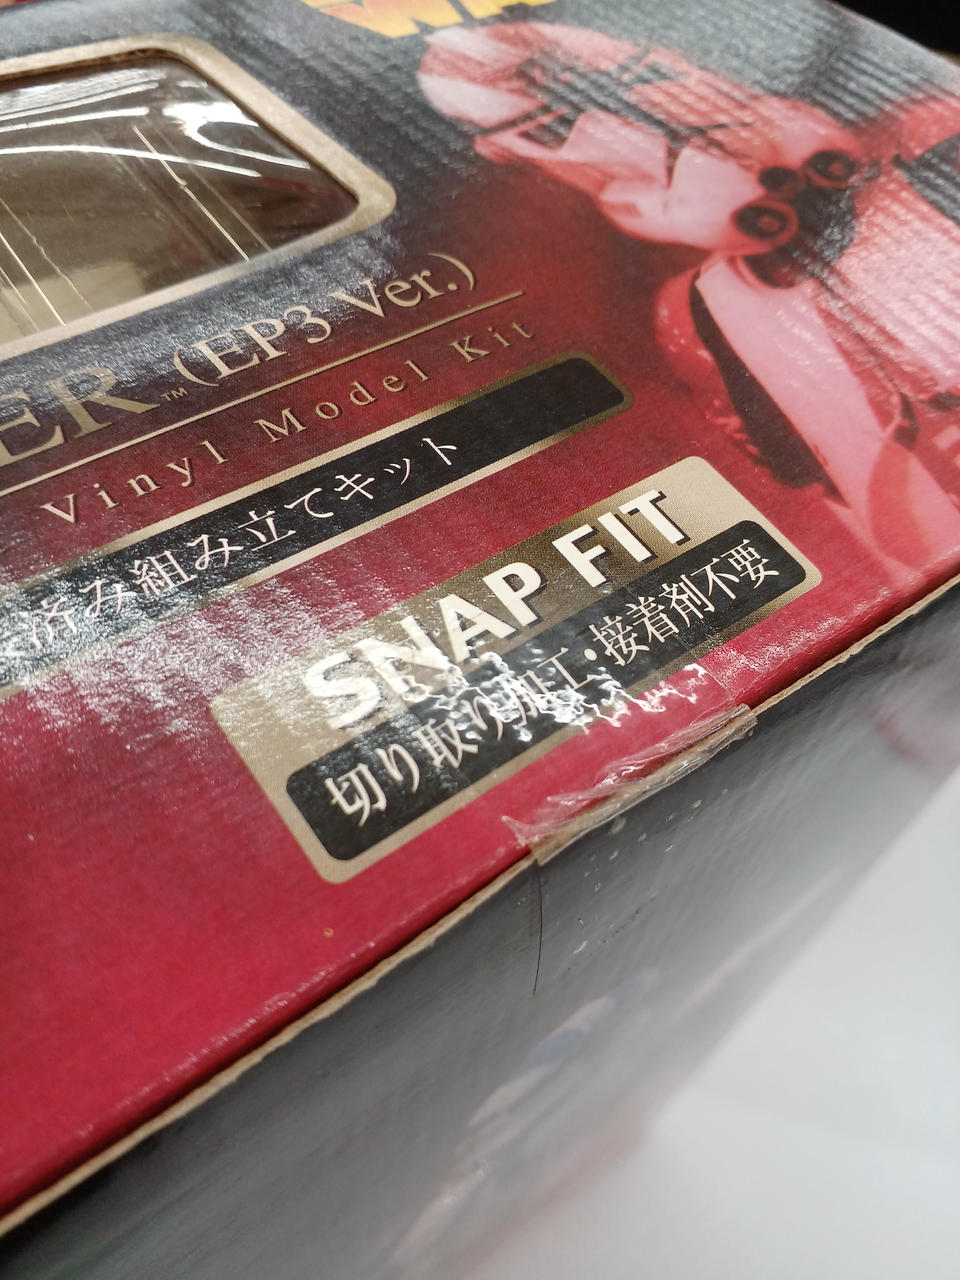 WA
ER™ (EP3 Ver.)
Vinyl Model Kit
済み組み立てキット
SNAP FIT
切り取り加工・接着剤不要